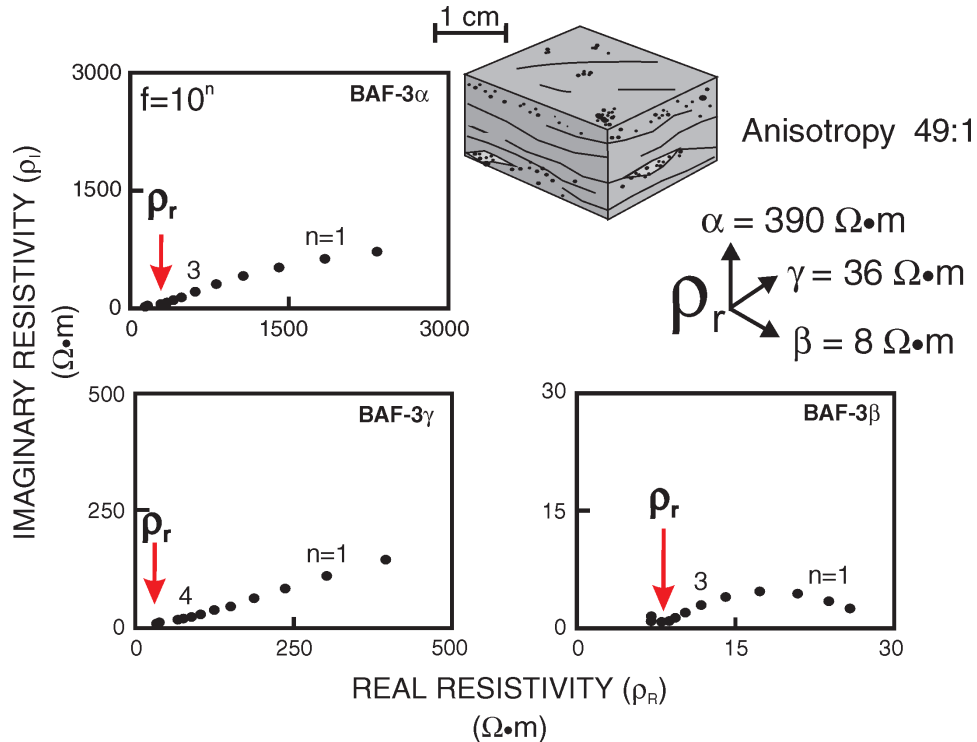 1 cm
3000
f=10ⁿ
BAF-3α
1500
ρr
3
n=1
0
0
1500
3000
Anisotropy 49:1
α = 390 Ω•m
γ = 36 Ω•m
ρr
β = 8 Ω•m
IMAGINARY RESISTIVITY (ρI)
(Ω•m)
500
BAF-3γ
250
ρr
4
n=1
0
0
250
500
30
BAF-3β
15
ρr
3
n=1
0
0
15
30
REAL RESISTIVITY (ρR)
(Ω•m)